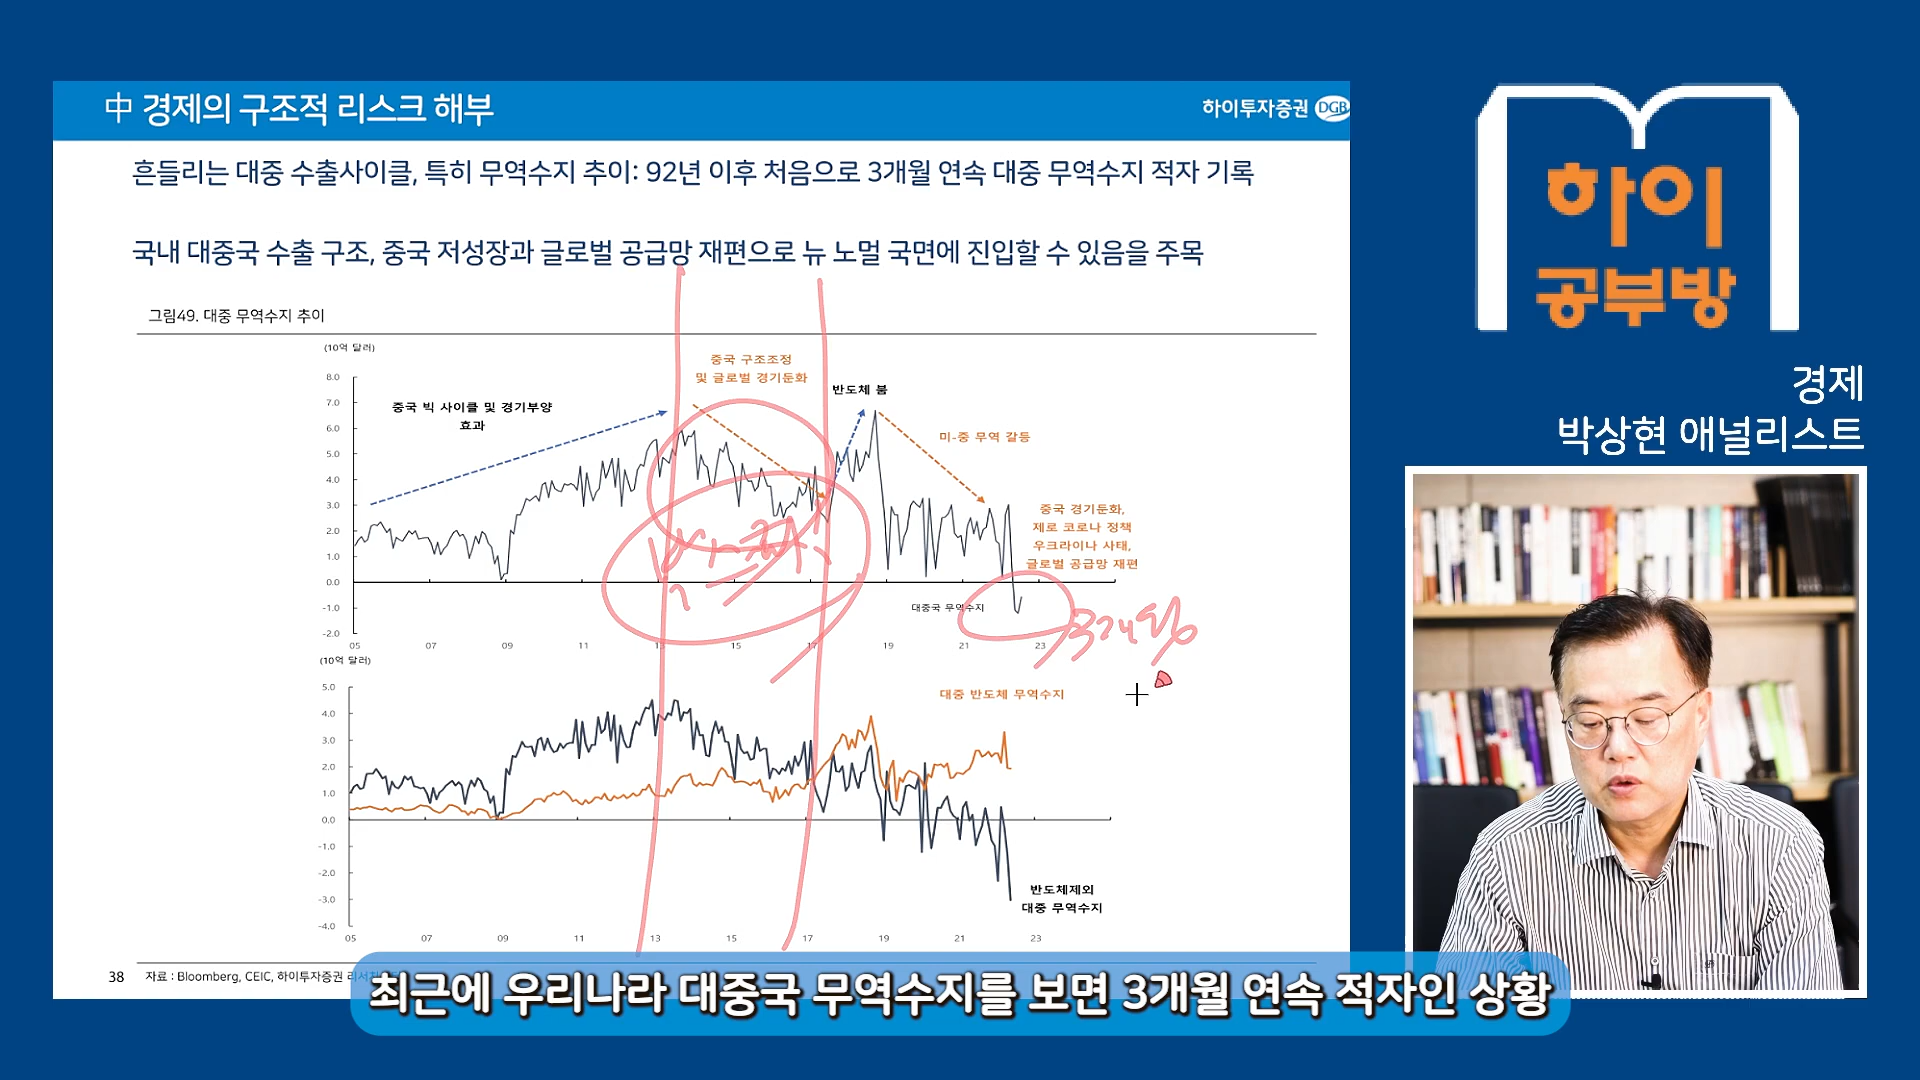 中 경제의 구조적 리스크 해부
하이투자증권 DGB
흔들리는 대중 수출사이클, 특히 무역수지 추이: 92년 이후 처음으로 3개월 연속 대중 무역수지 적자 기록
국내 대중국 수출 구조, 중국 저성장과 글로벌 공급망 재편으로 뉴 노멀 국면에 진입할 수 있음을 주목
그림49. 대중 무역수지 추이
(10억 달러)
8.0
7.0
6.0
5.0
4.0
3.0
2.0
1.0
0.0
-1.0
-2.0
05 07 09 11 13 15 17 19 21 23
중국 빅 사이클 및 경기부양
효과
중국 구조조정
및 글로벌 경기둔화
반도체 붐
미-중 무역 갈등
중국 경기둔화,
제로 코로나 정책
우크라이나 사태,
글로벌 공급망 재편
대중국 무역수지
3개월
(10억 달러)
5.0
4.0
3.0
2.0
1.0
0.0
-1.0
-2.0
-3.0
-4.0
05 07 09 11 13 15 17 19 21 23
대중 반도체 무역수지
반도체제외
대중 무역수지
38
자료 : Bloomberg, CEIC, 하이투자증권
하이
공부방
경제
박상현 애널리스트
최근에 우리나라 대중국 무역수지를 보면 3개월 연속 적자인 상황